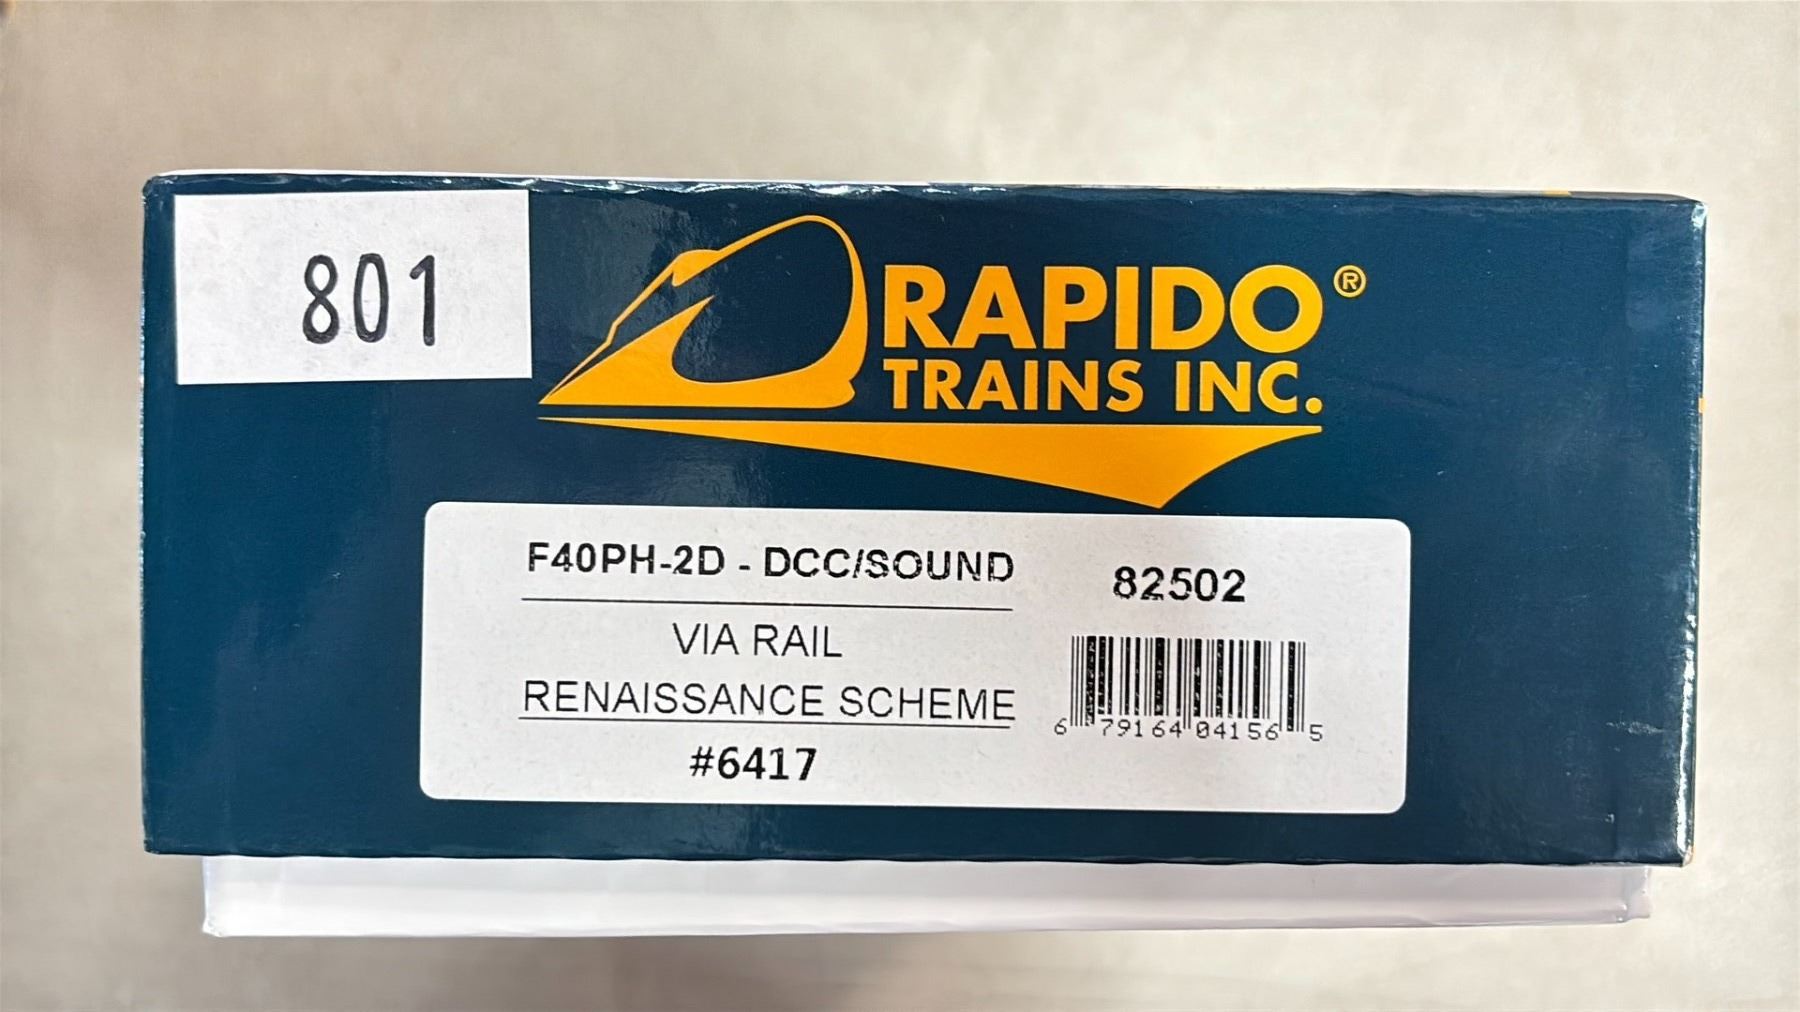 801
RAPIDO®
TRAINS INC.
F40PH-2D - DCC/SOUND
82502
VIA RAIL
RENAISSANCE SCHEME
#6417
6 79164 04156 5